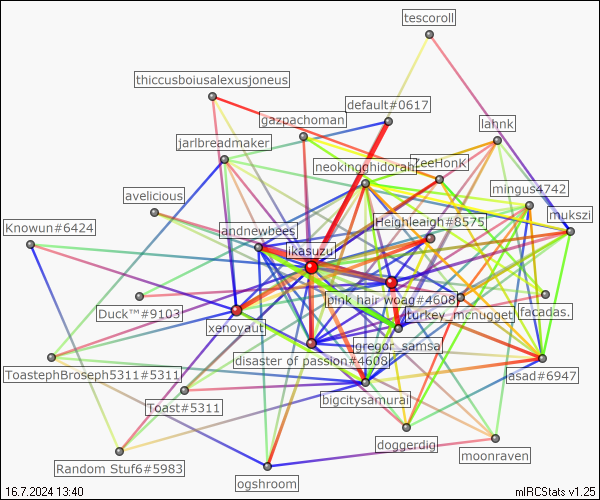 tescoroll
thiccusboiusalexusjoneus
default#0617
gazpachoman
lahnk
jarlbreadmaker
neokingghidorah
ZeeHonk
mingus4742
avelicious
mukszi
Heighleaigh#8575
Knowun#6424
andrewbees
ikasuzu
pink hair woag#4608
Duck™#9103
turkey_mcnugget
facadas.
xenoyaut
gregor_samsa
disaster of passion#4608
ToastephBroseph5311#5311
jasad#6947
bigcitysamurai
Toast#5311
doggerdig
moonraven
Random Stuf6#5983
ogshroom
16.7.2024 13:40
mIRCStats v1.25